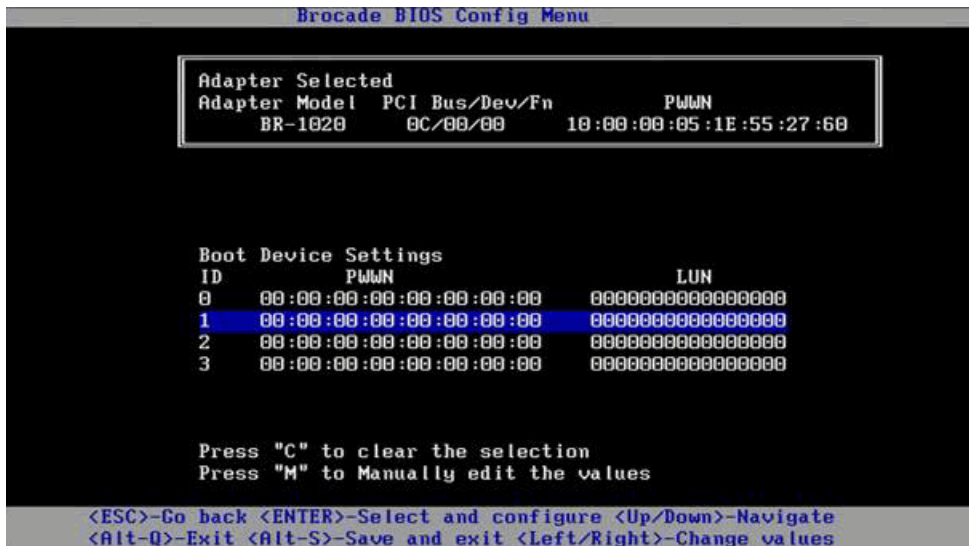 Brocade BIOS Config Menu
Adapter Selected
Adapter Model PCI Bus/Dev/Fn PWWN
BR-1020 0C/00/00 10:00:00:05:1E:55:27:60
Boot Device Settings
ID PWWN LUN
0 00:00:00:00:00:00:00:00 0000000000000000
1 00:00:00:00:00:00:00:00 0000000000000000
2 00:00:00:00:00:00:00:00 0000000000000000
3 00:00:00:00:00:00:00:00 0000000000000000
Press "C" to clear the selection
Press "M" to Manually edit the values
<ESC>-Go back <ENTER>-Select and configure <Up/Down>-Navigate
<Alt-Q>-Exit <Alt-S>-Save and exit <Left/Right>-Change values